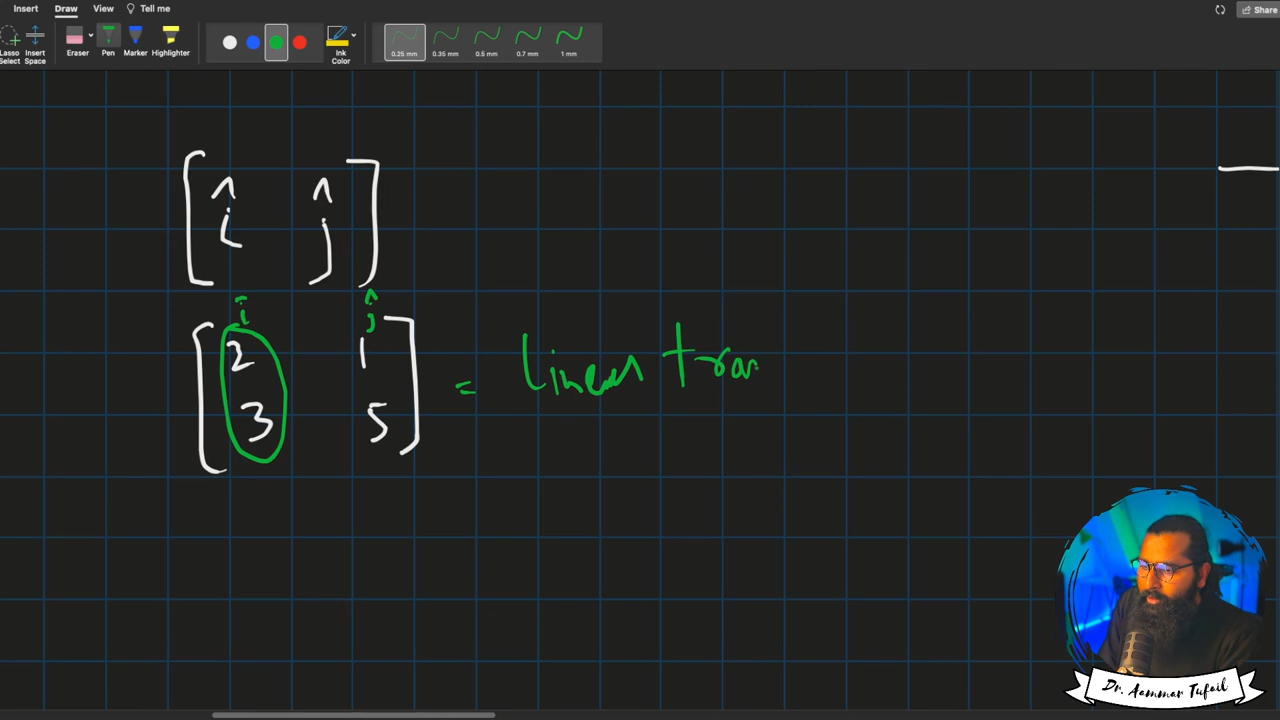 Insert Draw View Tell me
Share
Lasso Select Insert Space Eraser Pen Marker Highlighter Ink Color 0.25 mm 0.35 mm 0.5 mm 0.7 mm 1 mm
î ĵ
î ĵ
2 1
3 5
= linear tran
Dr. Aammar Tufail